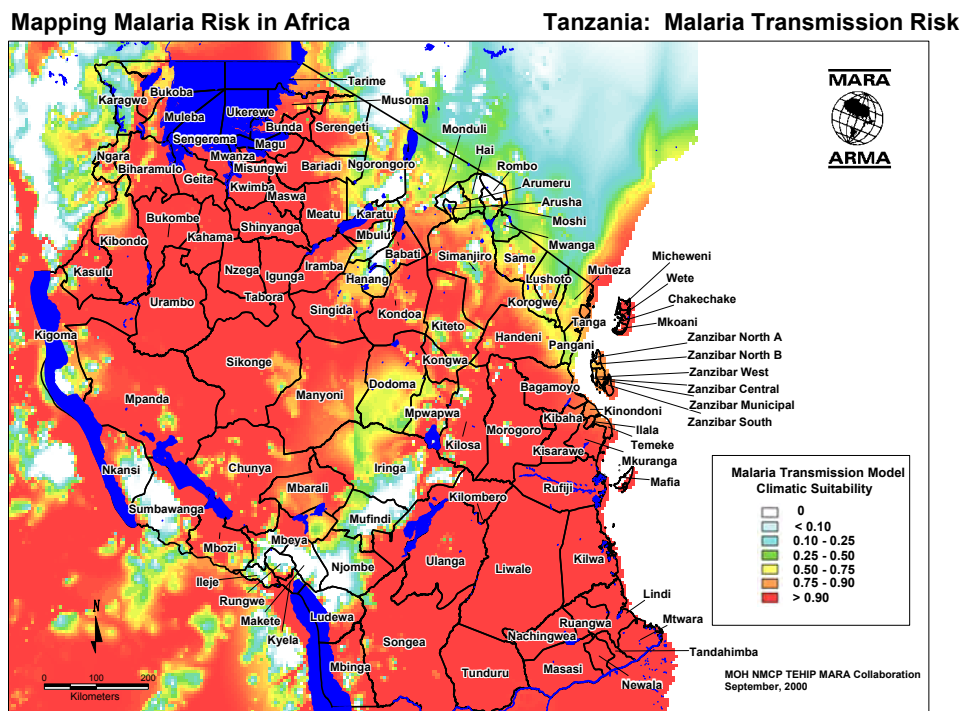 Mapping Malaria Risk in Africa
Tanzania: Malaria Transmission Risk
MARA
ARMA
Tarime
Bukoba
Karagwe
Musoma
Ukerewe
Muleba
Bunda
Serengeti
Monduli
Sengerema
Magu
Hai
Ngara
Mwanza
Rombo
Biharamulo
Misungwi
Bariadi
Ngorongoro
Geita
Kwimba
Arumeru
Maswa
Arusha
Bukombe
Meatu
Karatu
Moshi
Shinyanga
Mbulu
Kibondo
Kahama
Mwanga
Babati
Simanjiro
Same
Micheweni
Kasulu
Nzega
Iramba
Muheza
Igunga
Hanang
Lushoto
Wete
Urambo
Tabora
Korogwe
Chakechake
Singida
Kondoa
Kigoma
Kiteto
Tanga
Mkoani
Handeni
Zanzibar North A
Pangani
Sikonge
Kongwa
Zanzibar North B
Zanzibar West
Dodoma
Bagamoyo
Zanzibar Central
Mpanda
Manyoni
Zanzibar Municipal
Mpwapwa
Kinondoni
Kibaha
Zanzibar South
Morogoro
Ilala
Kilosa
Temeke
Kisarawe
Mkuranga
Nkansi
Chunya
Iringa
Mafia
Mbarali
Rufiji
Kilombero
Sumbawanga
Mufindi
Mbeya
Mbozi
Kilwa
Njombe
Ulanga
Liwale
Ileje
Rungwe
Lindi
Makete
Ludewa
Ruangwa
Mtwara
Kyela
Songea
Nachingwea
Tandahimba
Mbinga
Tunduru
Masasi
Newala
Malaria Transmission Model
Climatic Suitability
0
< 0.10
0.10 - 0.25
0.25 - 0.50
0.50 - 0.75
0.75 - 0.90
> 0.90
N
0 100 200
Kilometers
MOH NMCP TEHIP MARA Collaboration
September, 2000